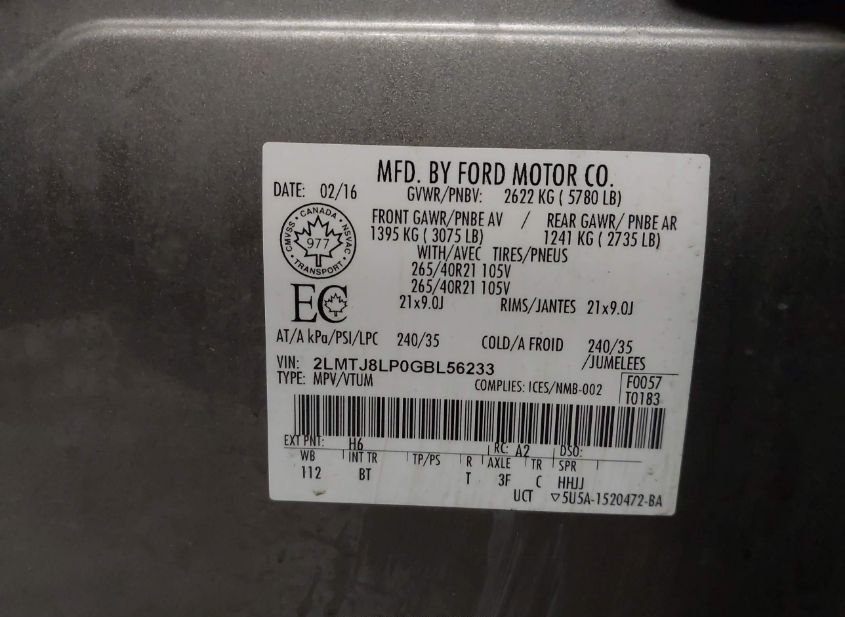 MFD. BY FORD MOTOR CO.
DATE: 02/16 GVWR/PNBV: 2622 KG ( 5780 LB)
FRONT GAWR/PNBE AV / REAR GAWR/ PNBE AR
1395 KG ( 3075 LB) 1241 KG ( 2735 LB)
CANADA
CMVSS - NSVAC
977
TRANSPORT
WITH/AVEC TIRES/PNEUS
265/40R21 105V
265/40R21 105V
EC
21x9.0J RIMS/JANTES 21x9.0J
AT/A kPa/PSI/LPC 240/35 COLD/A FROID 240/35
VIN: 2LMTJ8LP0GBL56233 /JUMELEES
TYPE: MPV/VTUM COMPLIES: ICES/NMB-002 F0057
T0183
EXT PNT: H6 RC: A2 DSO:
WB INT TR TP/PS R AXLE TR SPR
112 BT T 3F C HHJJ
UCT ▽5U5A-1520472-BA